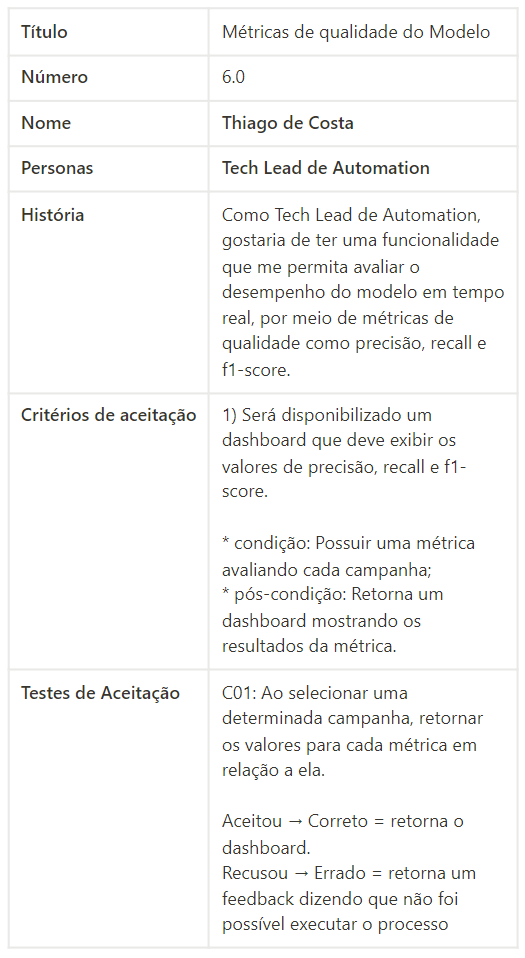 Título
Métricas de qualidade do Modelo
Número
6.0
Nome
Thiago de Costa
Personas
Tech Lead de Automation
História
Como Tech Lead de Automation,
gostaria de ter uma funcionalidade
que me permita avaliar o
desempenho do modelo em tempo
real, por meio de métricas de
qualidade como precisão, recall e
f1-score.
Critérios de aceitação
1) Será disponibilizado um
dashboard que deve exibir os
valores de precisão, recall e f1-
score.
* condição: Possuir uma métrica
avaliando cada campanha;
* pós-condição: Retorna um
dashboard mostrando os
resultados da métrica.
Testes de Aceitação
C01: Ao selecionar uma
determinada campanha, retornar
os valores para cada métrica em
relação a ela.
Aceitou → Correto = retorna o
dashboard.
Recusou → Errado = retorna um
feedback dizendo que não foi
possível executar o processo